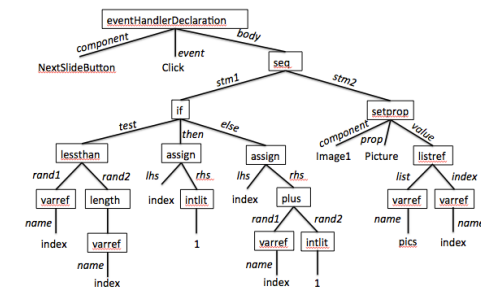 eventHandlerDeclaration
component event body
NextSlideButton Click seq
stm1 stm2
if setprop
test then else component prop value
lessthan assign assign Image1 Picture listref
rand1 rand2 lhs rhs lhs rhs list index
varref length index intlit index plus varref varref
name rand1 rand2 name name
index varref 1 varref intlit pics index
name name
index index 1